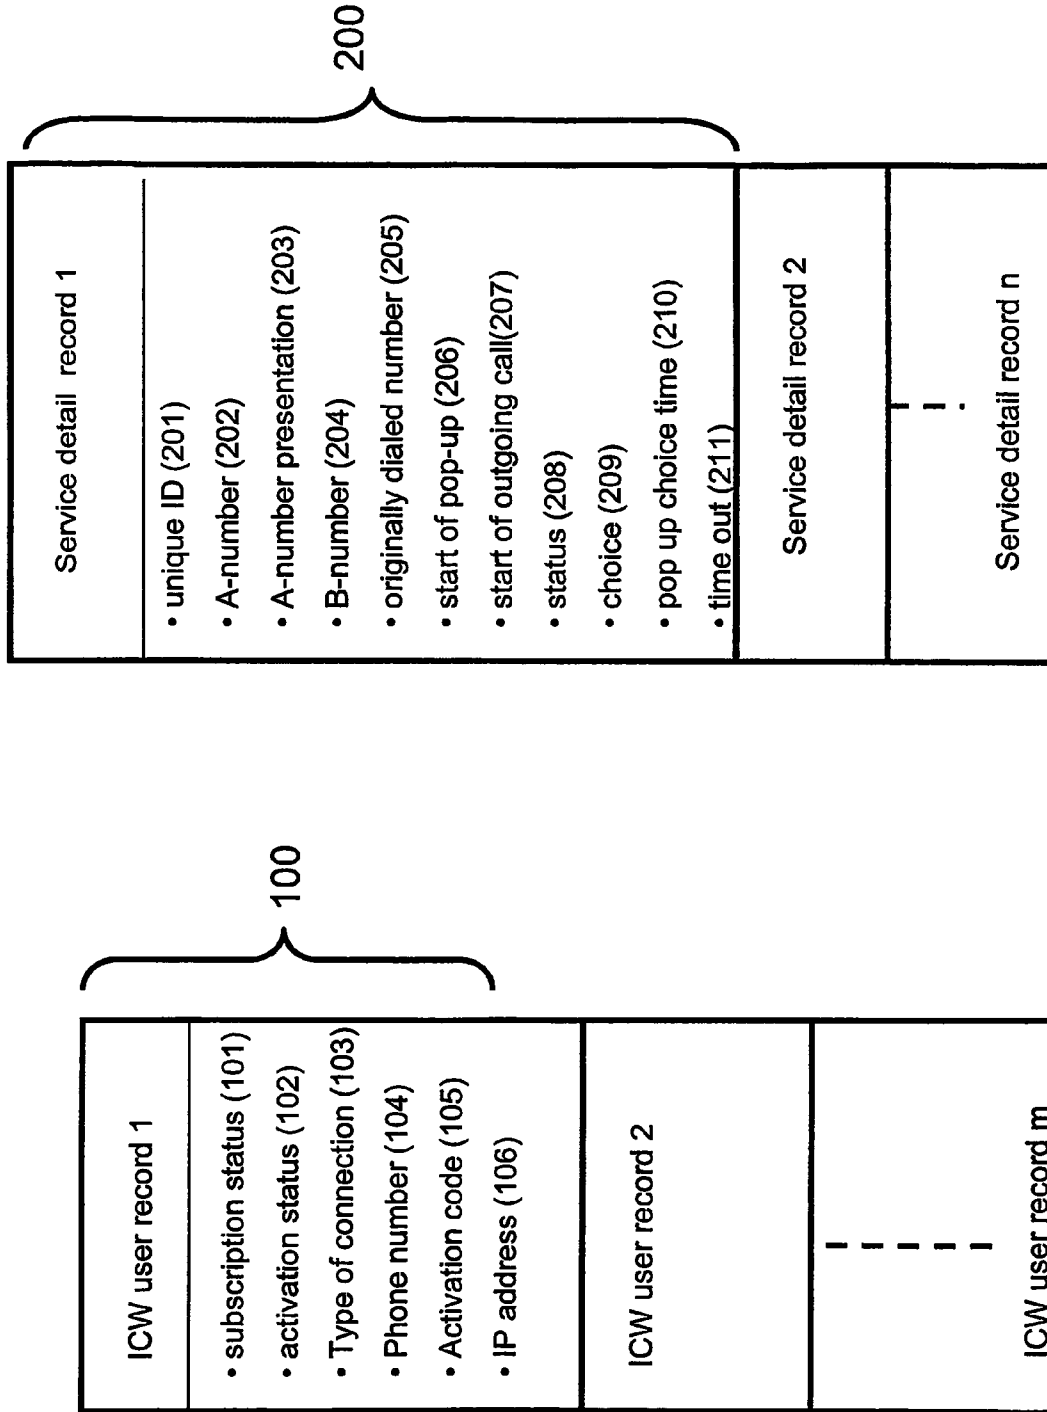 ICW user record 1
• subscription status (101)
• activation status (102)
• Type of connection (103)
• Phone number (104)
• Activation code (105)
• IP address (106)
100
ICW user record 2
ICW user record m
Service detail record 1
• unique ID (201)
• A-number (202)
• A-number presentation (203)
• B-number (204)
• originally dialed number (205)
• start of pop-up (206)
• start of outgoing call(207)
• status (208)
• choice (209)
• pop up choice time (210)
• time out (211)
200
Service detail record 2
Service detail record n